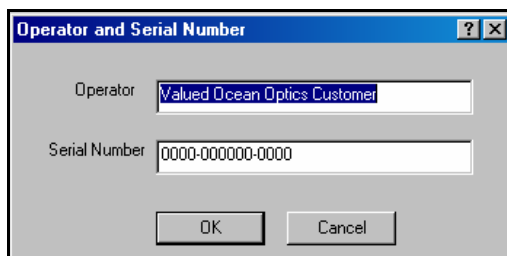 Operator and Serial Number
Operator Valued Ocean Optics Customer
Serial Number 0000-000000-0000
OK Cancel